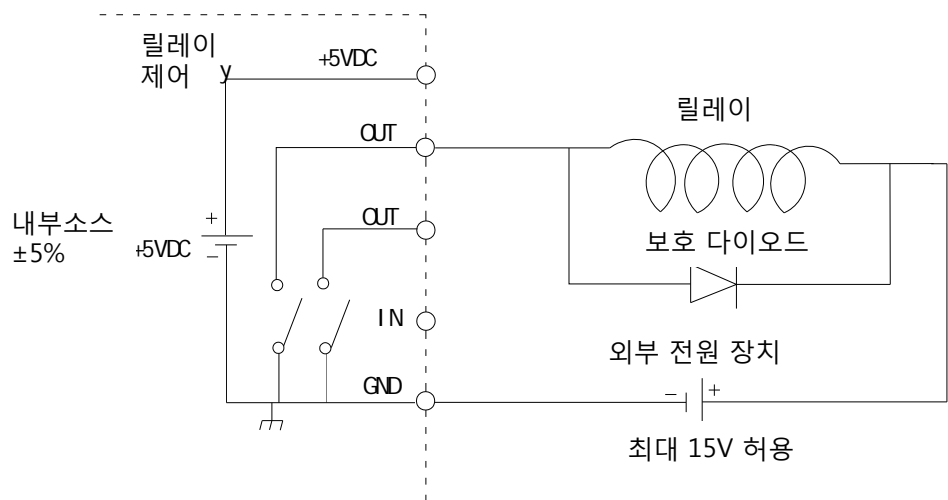 릴레이
제어 y
+5VDC
릴레이
OUT
OUT
내부소스
±5%
+
+5VDC
−
보호 다이오드
IN
외부 전원 장치
GND
− +
최대 15V 허용